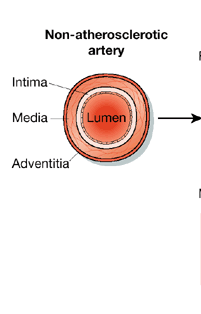 Non-atherosclerotic
artery
Intima
Media
Lumen
Adventitia